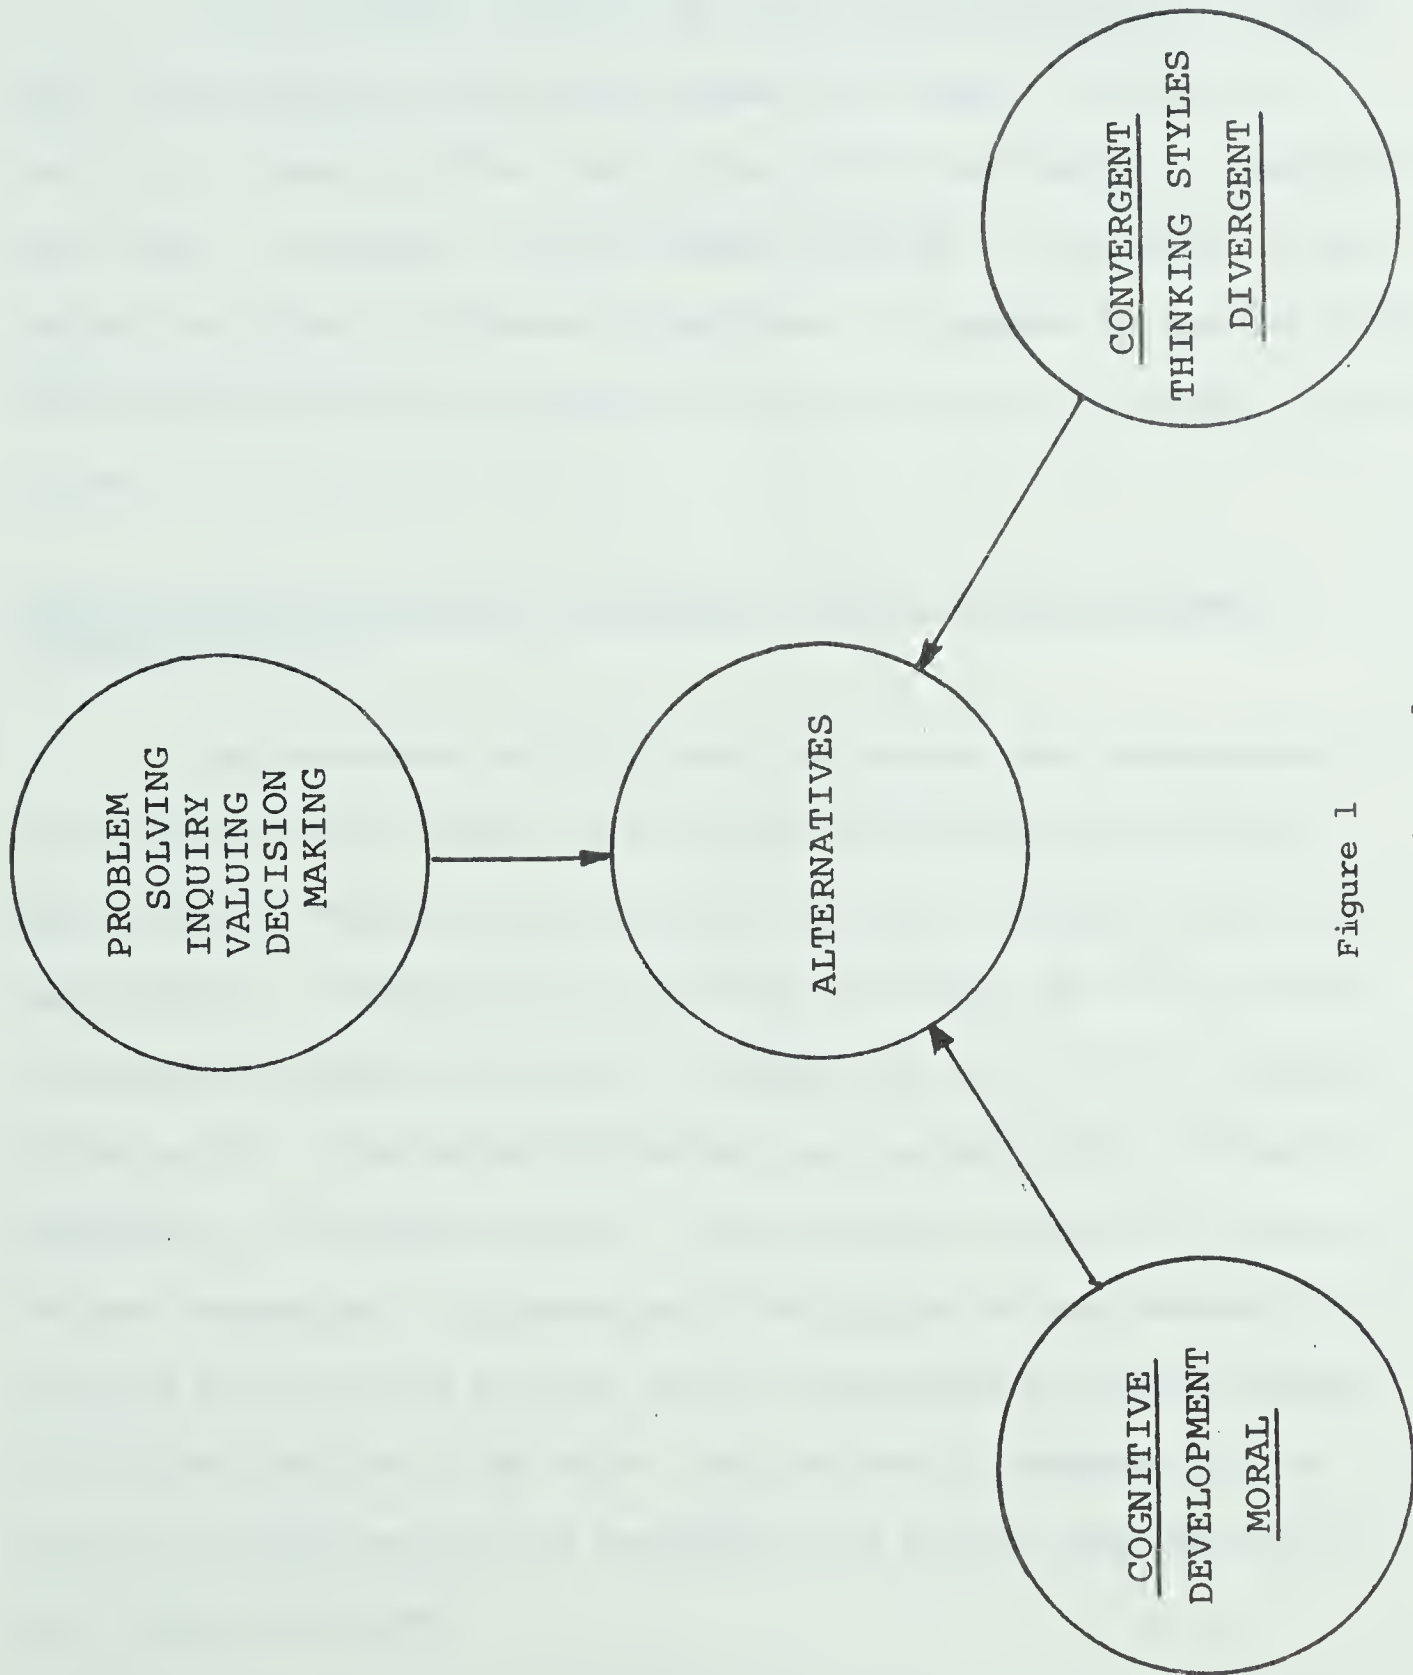 PROBLEM
SOLVING
INQUIRY
VALUING
DECISION
MAKING
ALTERNATIVES
COGNITIVE
DEVELOPMENT
MORAL
CONVERGENT
THINKING STYLES
DIVERGENT
Figure 1